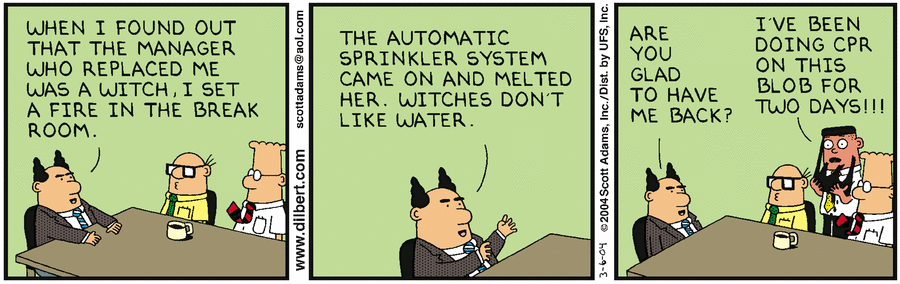 WHEN I FOUND OUT
THAT THE MANAGER
WHO REPLACED ME
WAS A WITCH, I SET
A FIRE IN THE BREAK
ROOM.
www.dilbert.com
scottadams@aol.com
THE AUTOMATIC
SPRINKLER SYSTEM
CAME ON AND MELTED
HER. WITCHES DON'T
LIKE WATER.
3-6-04 ©2004 Scott Adams, Inc./Dist. by UFS, Inc.
ARE
YOU
GLAD
TO HAVE
ME BACK?
I'VE BEEN
DOING CPR
ON THIS
BLOB FOR
TWO DAYS!!!